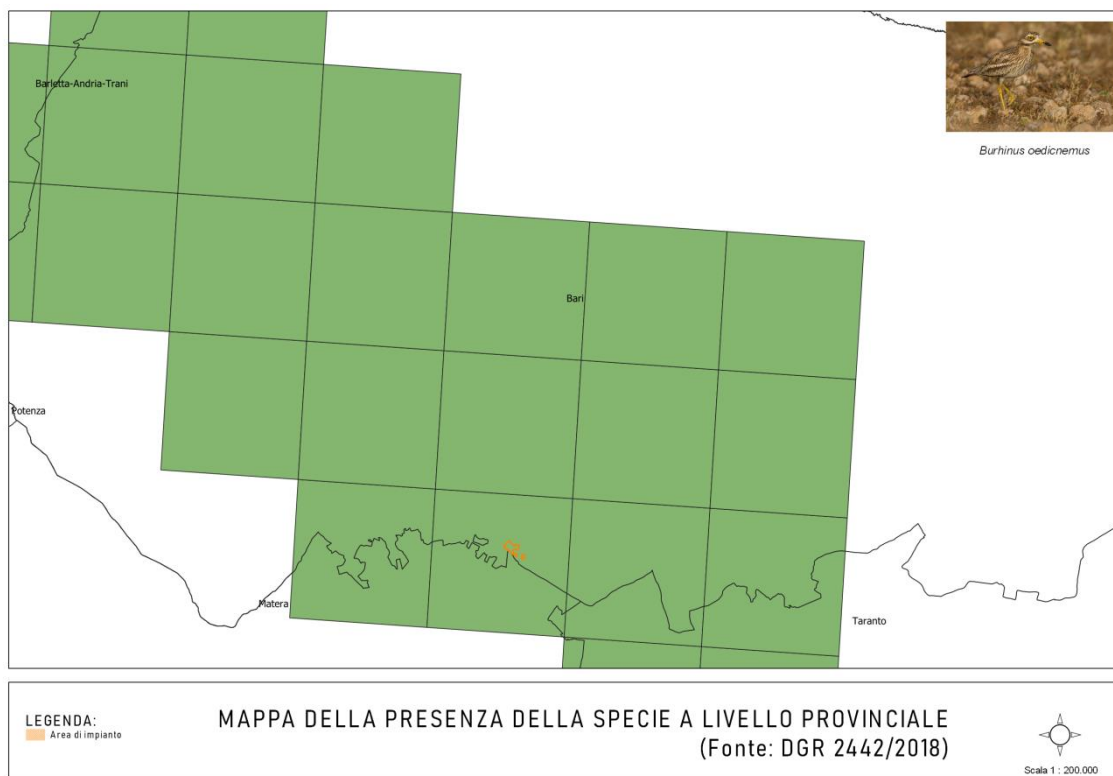 Barletta-Andria-Trani
Burhinus oedicnemus
Bari
Potenza
Matera
Taranto
LEGENDA:
Area di impianto
MAPPA DELLA PRESENZA DELLA SPECIE A LIVELLO PROVINCIALE
(Fonte: DGR 2442/2018)
Scala 1 : 200.000